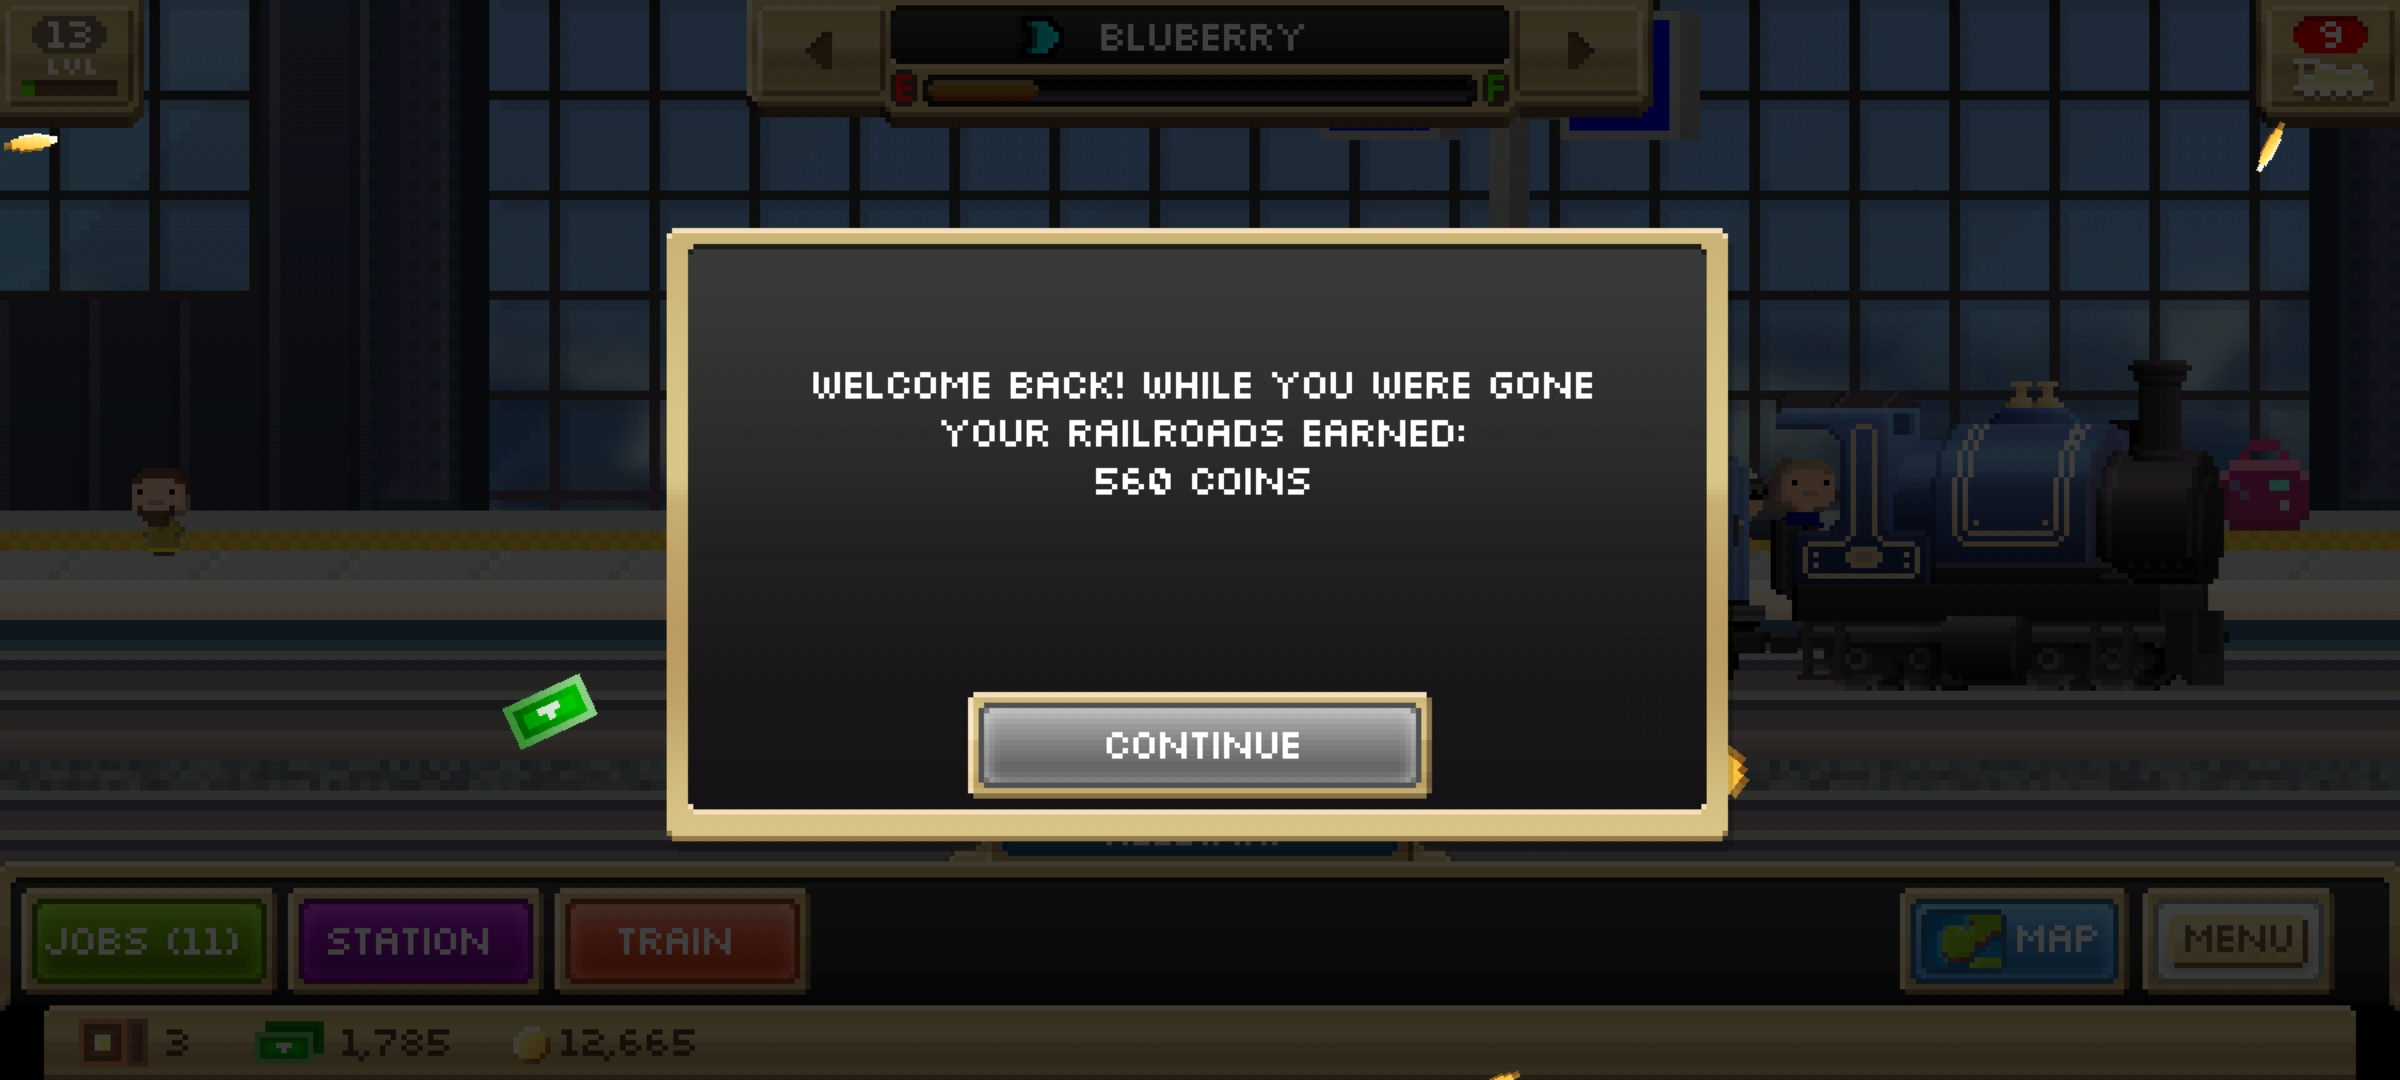 13
LVL
BLUBERRY
E F
9
WELCOME BACK! WHILE YOU WERE GONE
YOUR RAILROADS EARNED:
560 COINS
CONTINUE
JOBS (11)
STATION
TRAIN
MAP
MENU
3
1,785
12,665